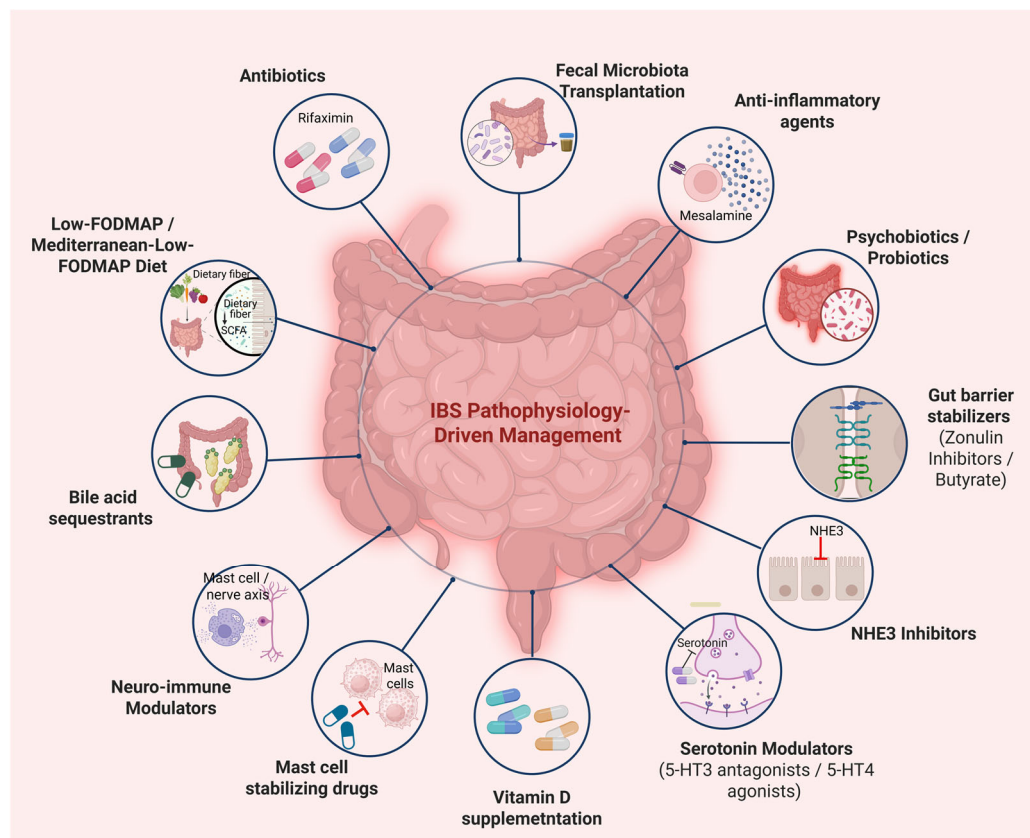 Antibiotics
Rifaximin
Fecal Microbiota
Transplantation
Anti-inflammatory
agents
Mesalamine
Low-FODMAP /
Mediterranean-Low-
FODMAP Diet
Dietary fiber
Dietary
fiber
SCFA
Psychobiotics /
Probiotics
IBS Pathophysiology-
Driven Management
Gut barrier
stabilizers
(Zonulin
Inhibitors /
Butyrate)
Bile acid
sequestrants
NHE3
NHE3 Inhibitors
Mast cell /
nerve axis
Neuro-immune
Modulators
Mast
cells
Mast cell
stabilizing drugs
Vitamin D
supplemetntation
Serotonin
Serotonin Modulators
(5-HT3 antagonists / 5-HT4
agonists)